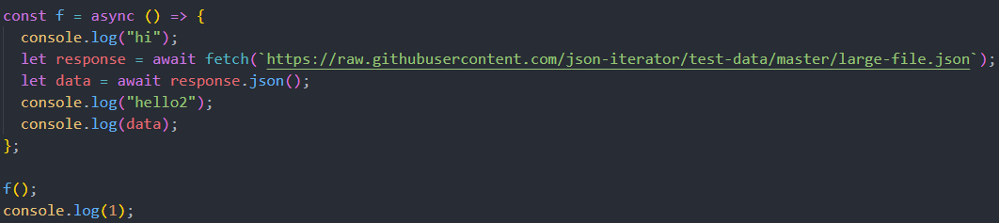 const f = async () => {
  console.log("hi");
  let response = await fetch(`https://raw.githubusercontent.com/json-iterator/test-data/master/large-file.json`);
  let data = await response.json();
  console.log("hello2");
  console.log(data);
};

f();
console.log(1);